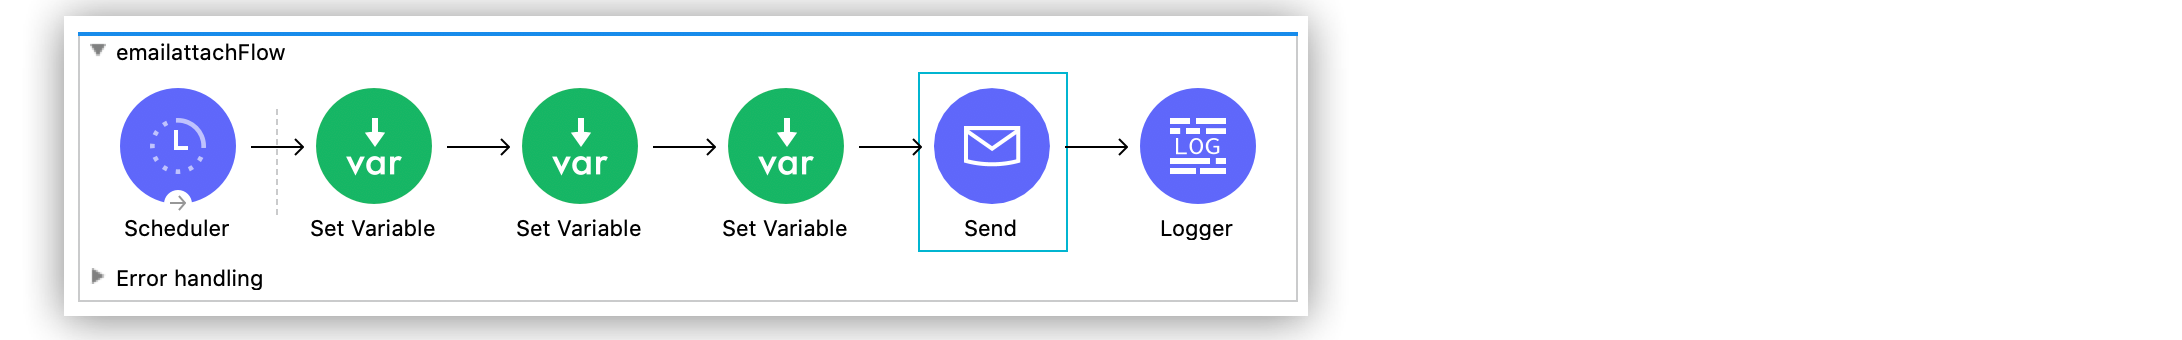 emailattachFlow
var
var
var
LOG
Scheduler
Set Variable
Set Variable
Set Variable
Send
Logger
Error handling